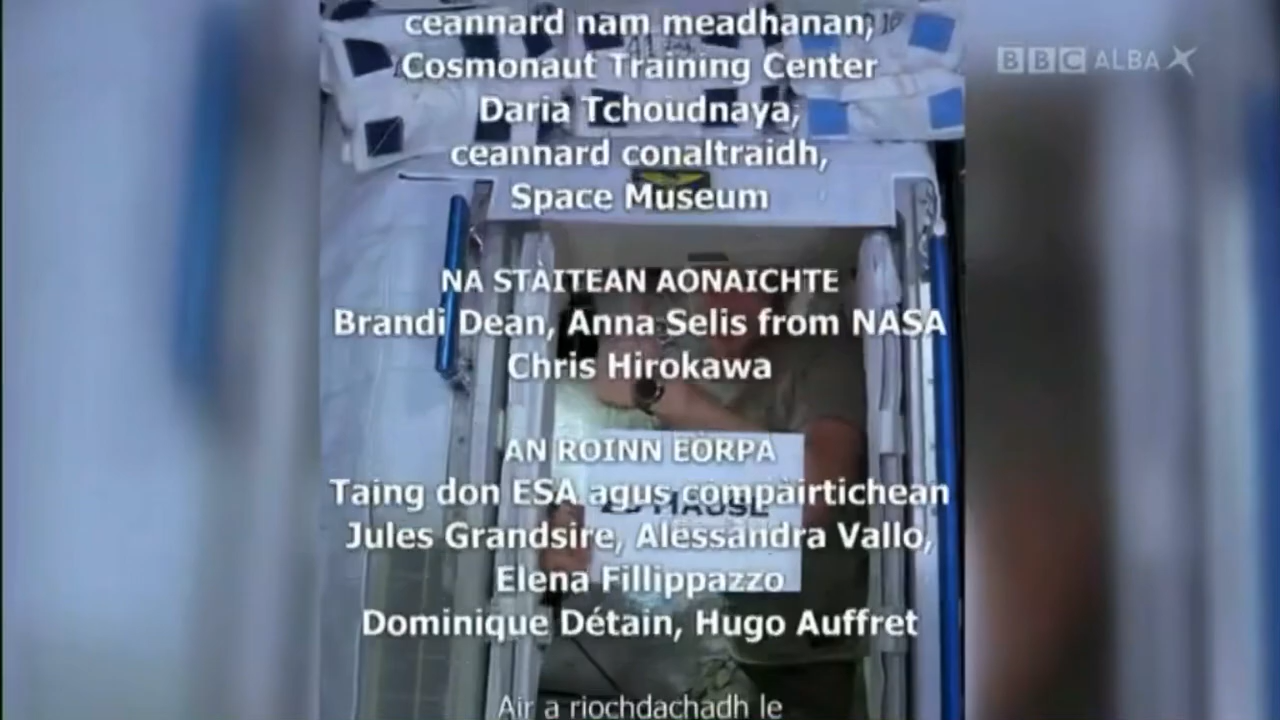 ceannard nam meadhanan,
Cosmonaut Training Center
Daria Tchoudnaya,
ceannard conaltraidh,
Space Museum
NA STÀITEAN AONAICHTE
Brandi Dean, Anna Selis from NASA
Chris Hirokawa
AN ROINN EÒRPA
Taing don ESA agus compàirtichean
Jules Grandsire, Alessandra Vallo,
Elena Fillippazzo
Dominique Détain, Hugo Auffret
Air a riochdachadh le
BBC ALBA